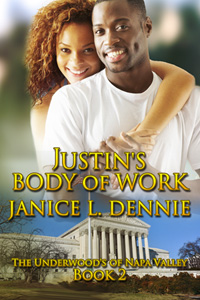 Justin's
Body of Work
Janice L. Dennie
The Underwood's of Napa Valley
Book 2